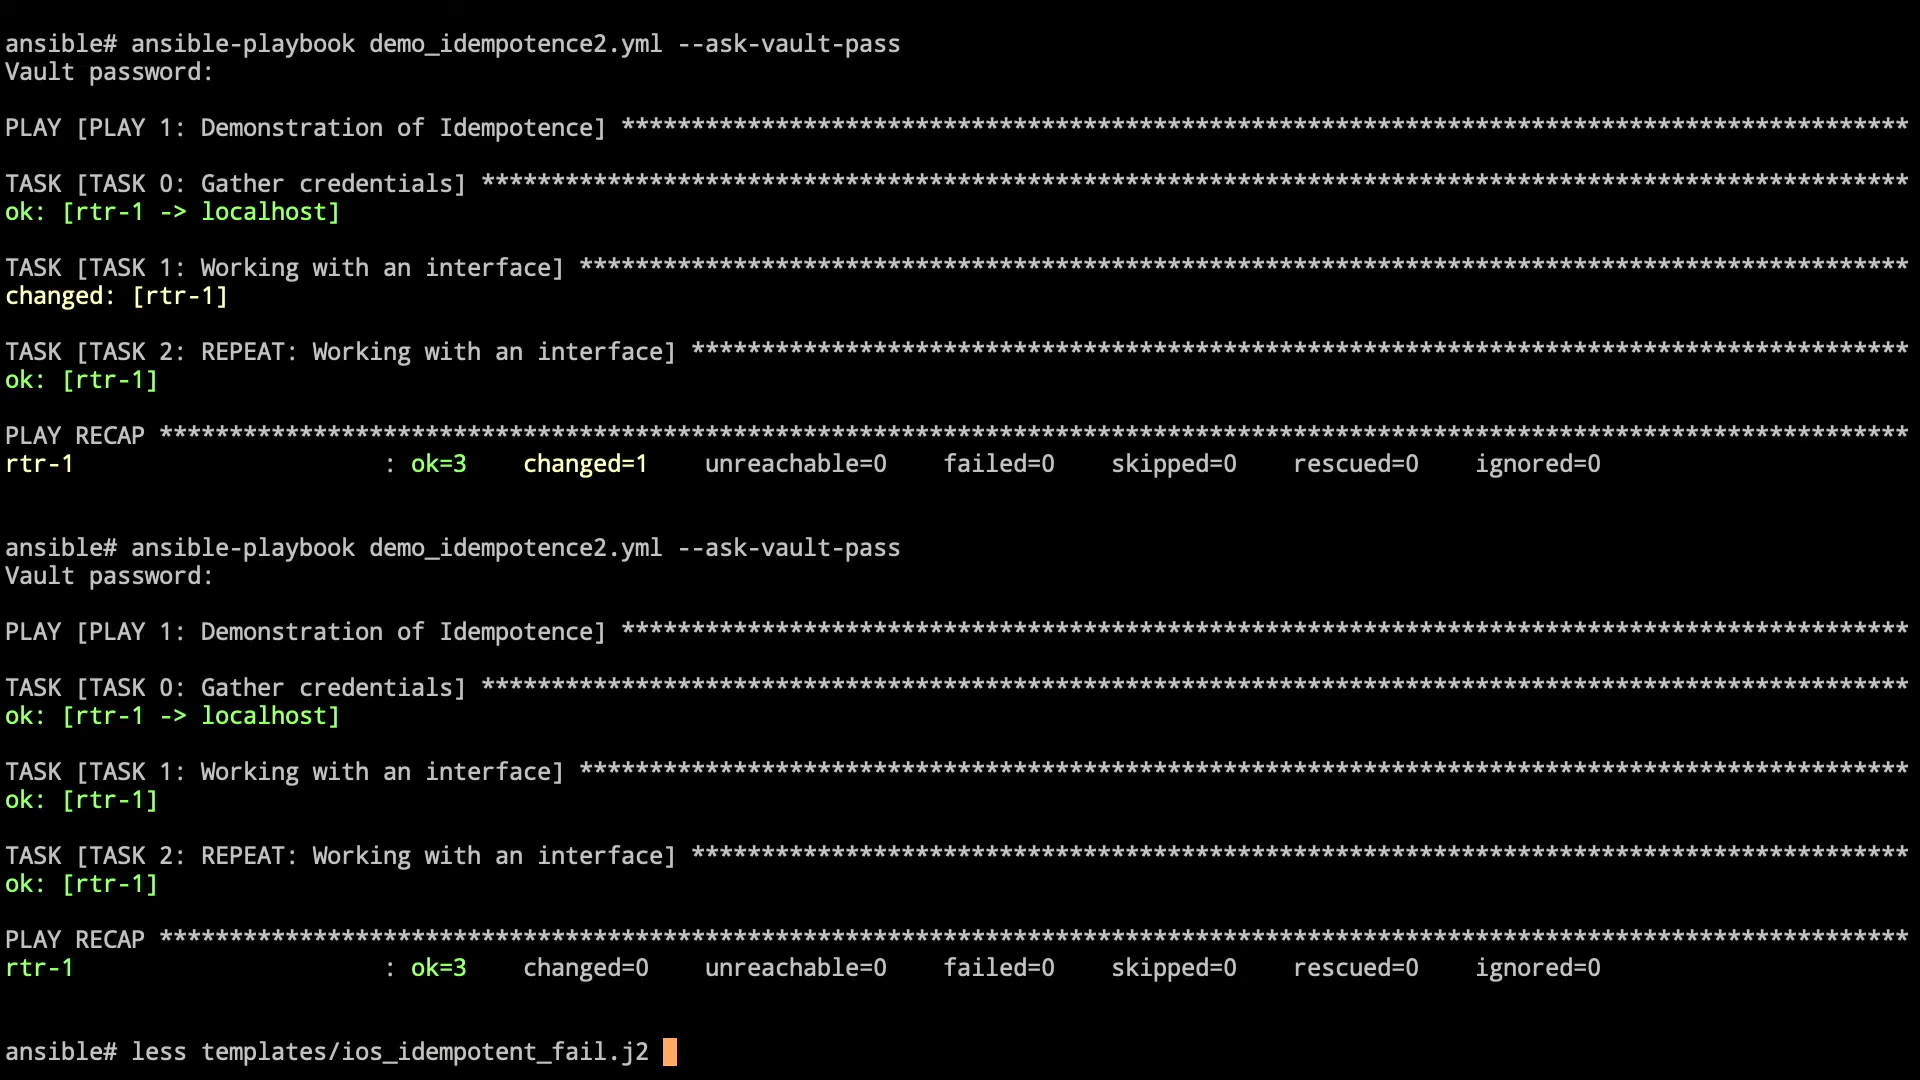 ansible# ansible-playbook demo_idempotence2.yml --ask-vault-pass
Vault password:
PLAY [PLAY 1: Demonstration of Idempotence] ********************************************************************************************
TASK [TASK 0: Gather credentials] ******************************************************************************************************
ok: [rtr-1 -> localhost]
TASK [TASK 1: Working with an interface] ***********************************************************************************************
changed: [rtr-1]
TASK [TASK 2: REPEAT: Working with an interface] ***************************************************************************************
ok: [rtr-1]
PLAY RECAP *****************************************************************************************************************************
rtr-1                      : ok=3    changed=1    unreachable=0    failed=0    skipped=0    rescued=0    ignored=0
ansible# ansible-playbook demo_idempotence2.yml --ask-vault-pass
Vault password:
PLAY [PLAY 1: Demonstration of Idempotence] ********************************************************************************************
TASK [TASK 0: Gather credentials] ******************************************************************************************************
ok: [rtr-1 -> localhost]
TASK [TASK 1: Working with an interface] ***********************************************************************************************
ok: [rtr-1]
TASK [TASK 2: REPEAT: Working with an interface] ***************************************************************************************
ok: [rtr-1]
PLAY RECAP *****************************************************************************************************************************
rtr-1                      : ok=3    changed=0    unreachable=0    failed=0    skipped=0    rescued=0    ignored=0
ansible# less templates/ios_idempotent_fail.j2